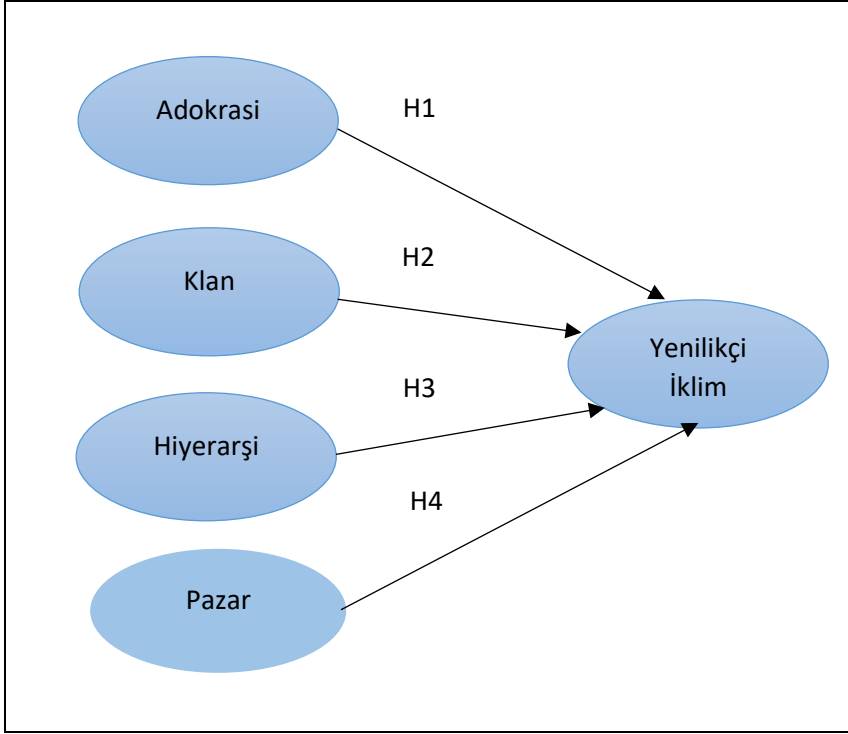 Adokrasi
H1
Klan
H2
Yenilikçi
İklim
Hiyerarşi
H3
Pazar
H4